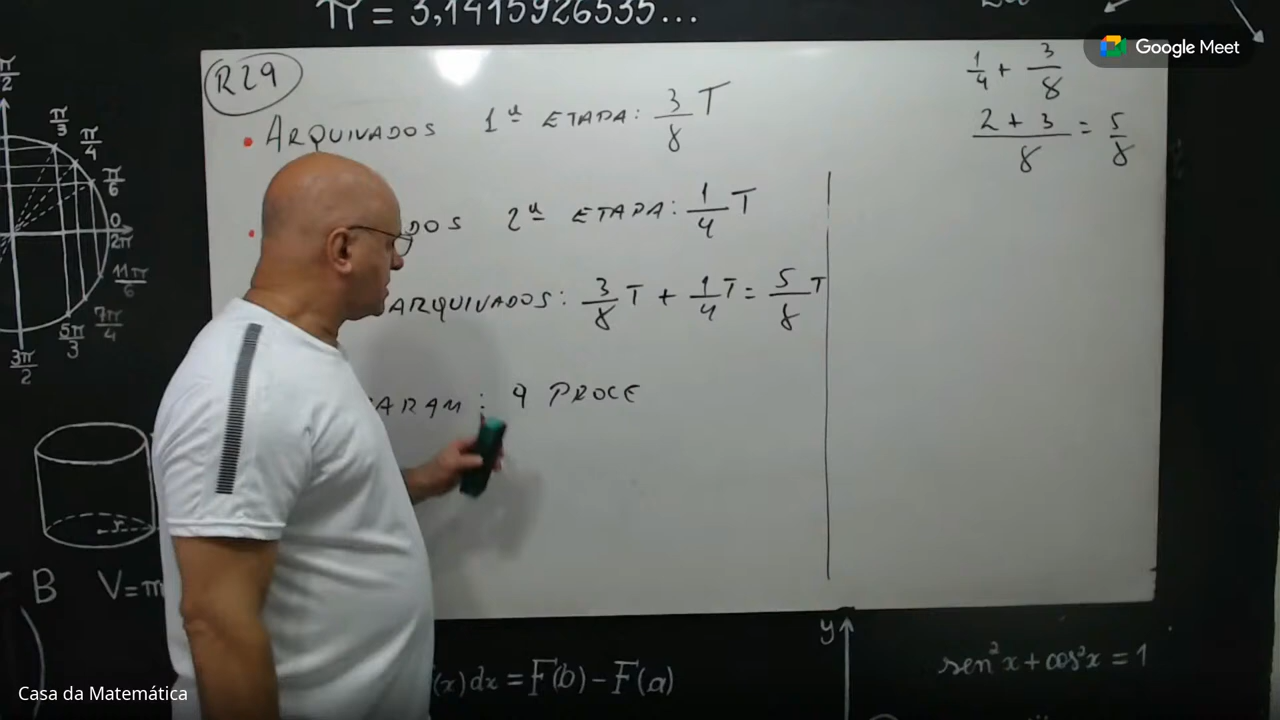 π = 3,1415926535...
Google Meet
R29
ARQUIVADOS 1ª ETAPA: 3/8 T
DOS 2ª ETAPA: 1/4 T
ARQUIVADOS: 3/8 T + 1/4 T = 5/8 T
ARAM: 9 PROCE
1/4 + 3/8
2 + 3/8 = 5/8
π/2
π/3
π/4
π/6
0
2π
11π/6
7π/4
5π/3
3π/2
r
B V=π
(x)dx = F(b) − F(a)
y
sen²x + cos²x = 1
Casa da Matemática